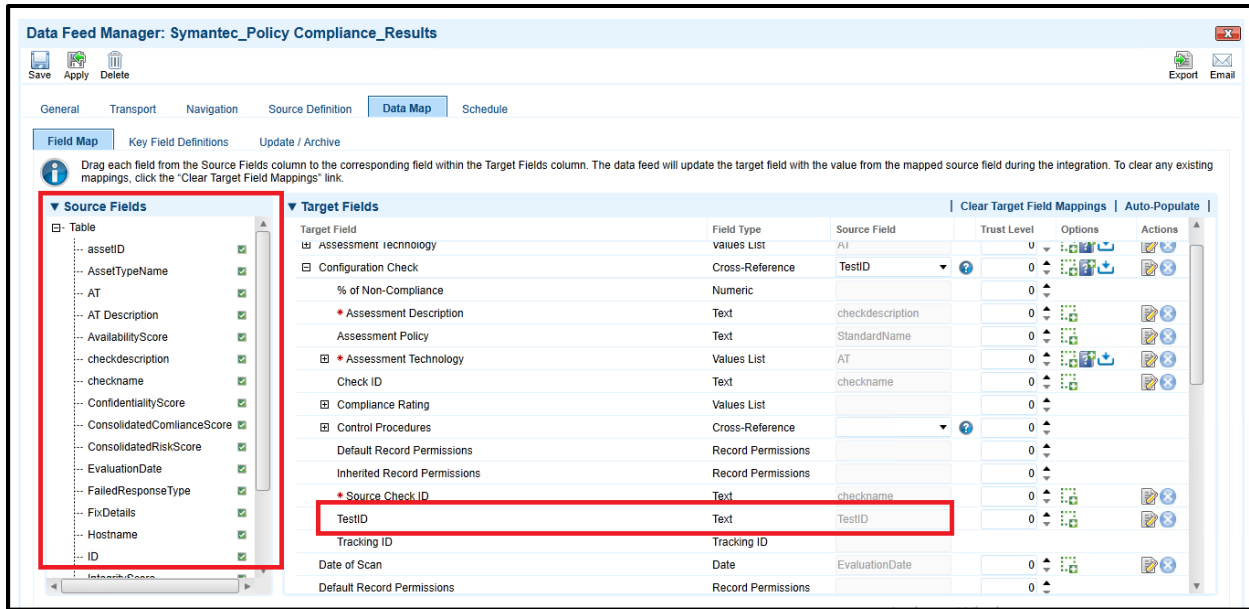 Data Feed Manager: Symantec_Policy Compliance_Results
Save Apply Delete Export Email
General Transport Navigation Source Definition Data Map Schedule
Field Map Key Field Definitions Update / Archive
Drag each field from the Source Fields column to the corresponding field within the Target Fields column. The data feed will update the target field with the value from the mapped source field during the integration. To clear any existing
mappings, click the "Clear Target Field Mappings" link.
Source Fields
Table
assetID
AssetTypeName
AT
AT Description
AvailabilityScore
checkdescription
checkname
ConfidentialityScore
ConsolidatedComlianceScore
ConsolidatedRiskScore
EvaluationDate
FailedResponseType
FixDetails
Hostname
ID
IntegrityScore
Target Fields | Clear Target Field Mappings | Auto-Populate |
Target Field Field Type Source Field Trust Level Options Actions
Assessment Technology Values List AT 0
Configuration Check Cross-Reference TestID 0
% of Non-Compliance Numeric 0
* Assessment Description Text checkdescription 0
Assessment Policy Text StandardName 0
* Assessment Technology Values List AT 0
Check ID Text checkname 0
Compliance Rating Values List 0
Control Procedures Cross-Reference 0
Default Record Permissions Record Permissions 0
Inherited Record Permissions Record Permissions 0
* Source Check ID Text checkname 0
TestID Text TestID 0
Tracking ID Tracking ID
Date of Scan Date EvaluationDate 0
Default Record Permissions Record Permissions 0